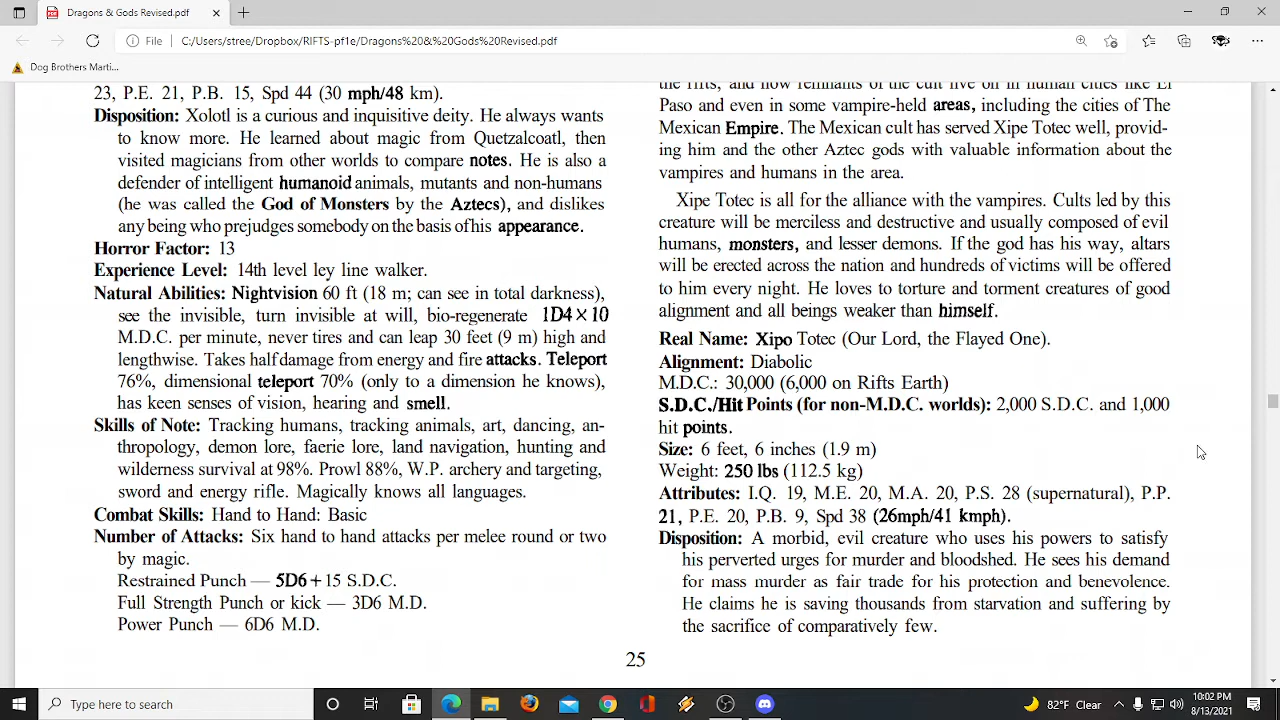 Dragons & Gods Revised.pdf
File | C:/Users/stree/Dropbox/RIFTS-pf1e/Dragons%20&%20Gods%20Revised.pdf
Dog Brothers Marti...
23, P.E. 21, P.B. 15, Spd 44 (30 mph/48 km).
Disposition: Xolotl is a curious and inquisitive deity. He always wants
to know more. He learned about magic from Quetzalcoatl, then
visited magicians from other worlds to compare notes. He is also a
defender of intelligent humanoid animals, mutants and non-humans
(he was called the God of Monsters by the Aztecs), and dislikes
any being who prejudges somebody on the basis of his appearance.
Horror Factor: 13
Experience Level: 14th level ley line walker.
Natural Abilities: Nightvision 60 ft (18 m; can see in total darkness),
see the invisible, turn invisible at will, bio-regenerate 1D4×10
M.D.C. per minute, never tires and can leap 30 feet (9 m) high and
lengthwise. Takes half damage from energy and fire attacks. Teleport
76%, dimensional teleport 70% (only to a dimension he knows),
has keen senses of vision, hearing and smell.
Skills of Note: Tracking humans, tracking animals, art, dancing, an-
thropology, demon lore, faerie lore, land navigation, hunting and
wilderness survival at 98%. Prowl 88%, W.P. archery and targeting,
sword and energy rifle. Magically knows all languages.
Combat Skills: Hand to Hand: Basic
Number of Attacks: Six hand to hand attacks per melee round or two
by magic.
Restrained Punch — 5D6+15 S.D.C.
Full Strength Punch or kick — 3D6 M.D.
Power Punch — 6D6 M.D.
the rifts, and now remnants of the cult live on in human cities like El
Paso and even in some vampire-held areas, including the cities of The
Mexican Empire. The Mexican cult has served Xipe Totec well, provid-
ing him and the other Aztec gods with valuable information about the
vampires and humans in the area.
Xipe Totec is all for the alliance with the vampires. Cults led by this
creature will be merciless and destructive and usually composed of evil
humans, monsters, and lesser demons. If the god has his way, altars
will be erected across the nation and hundreds of victims will be offered
to him every night. He loves to torture and torment creatures of good
alignment and all beings weaker than himself.
Real Name: Xipo Totec (Our Lord, the Flayed One).
Alignment: Diabolic
M.D.C.: 30,000 (6,000 on Rifts Earth)
S.D.C./Hit Points (for non-M.D.C. worlds): 2,000 S.D.C. and 1,000
hit points.
Size: 6 feet, 6 inches (1.9 m)
Weight: 250 lbs (112.5 kg)
Attributes: I.Q. 19, M.E. 20, M.A. 20, P.S. 28 (supernatural), P.P.
21, P.E. 20, P.B. 9, Spd 38 (26mph/41 kmph).
Disposition: A morbid, evil creature who uses his powers to satisfy
his perverted urges for murder and bloodshed. He sees his demand
for mass murder as fair trade for his protection and benevolence.
He claims he is saving thousands from starvation and suffering by
the sacrifice of comparatively few.
25
Type here to search
82°F Clear
10:02 PM
8/13/2021